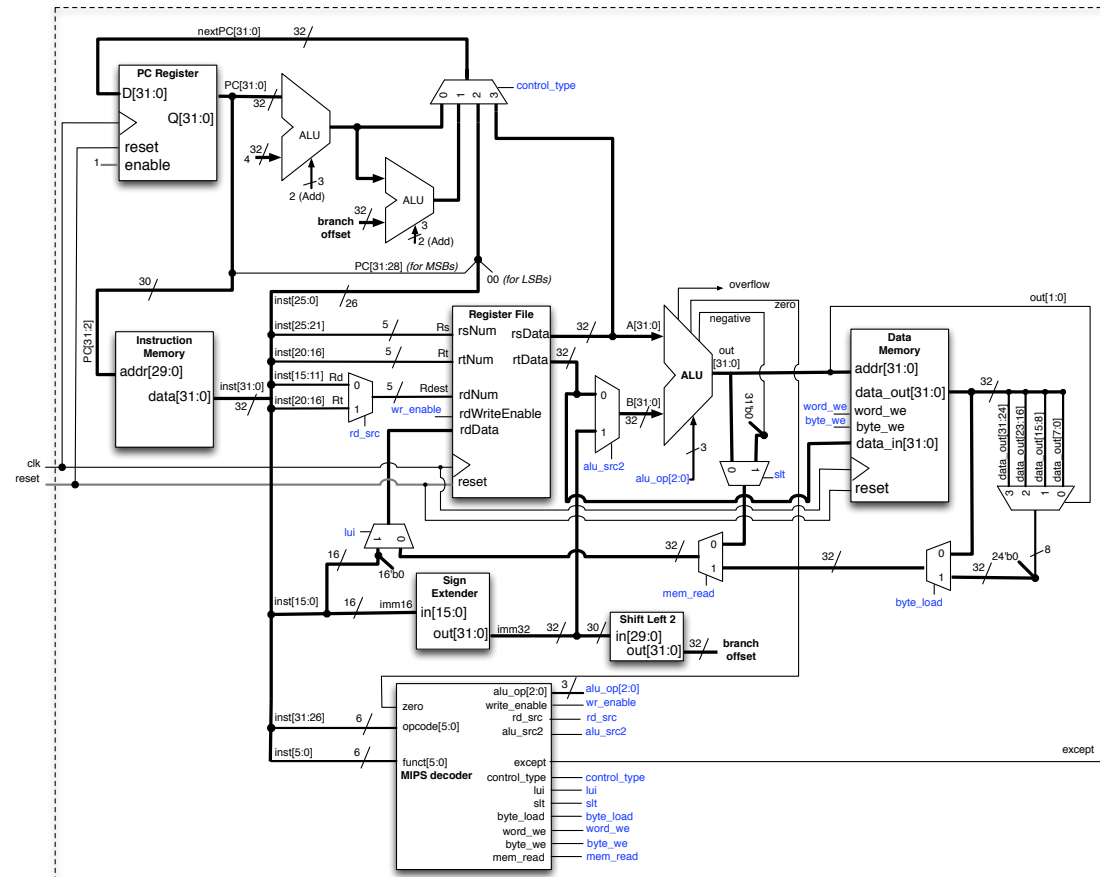 nextPC[31:0]
32
PC Register
D[31:0]
Q[31:0]
reset
enable
1
PC[31:0]
32
32
4
ALU
3
2 (Add)
ALU
32
branch
offset
3
2 (Add)
0
1
2
3
control_type
PC[31:28] (for MSBs)
00 (for LSBs)
30
PC[31:2]
Instruction
Memory
addr[29:0]
data[31:0]
inst[31:0]
32
inst[25:0]
26
inst[25:21]
5
Rs
inst[20:16]
5
Rt
inst[15:11]
Rd
0
5
Rdest
inst[20:16]
Rt
1
rd_src
wr_enable
Register File
rsNum
rsData
rtNum
rtData
rdNum
rdWriteEnable
rdData
reset
32
32
0
1
alu_src2
A[31:0]
B[31:0]
32
ALU
overflow
zero
negative
out
[31:0]
3
alu_op[2:0]
31'b0
0
1
slt
out[1:0]
Data
Memory
addr[31:0]
data_out[31:0]
word_we
word_we
byte_we
byte_we
data_in[31:0]
reset
32
data_out[31:24]
data_out[23:16]
data_out[15:8]
data_out[7:0]
3
2
1
0
clk
reset
lui
1
0
16
16'b0
32
0
1
mem_read
32
0
1
byte_load
32
24'b0
8
inst[15:0]
16
imm16
Sign
Extender
in[15:0]
out[31:0]
imm32
32
30
Shift Left 2
in[29:0]
out[31:0]
32
branch
offset
inst[31:26]
6
inst[5:0]
6
zero
opcode[5:0]
funct[5:0]
MIPS decoder
alu_op[2:0]
3
alu_op[2:0]
write_enable
wr_enable
rd_src
rd_src
alu_src2
alu_src2
except
except
control_type
control_type
lui
lui
slt
slt
byte_load
byte_load
word_we
word_we
byte_we
byte_we
mem_read
mem_read